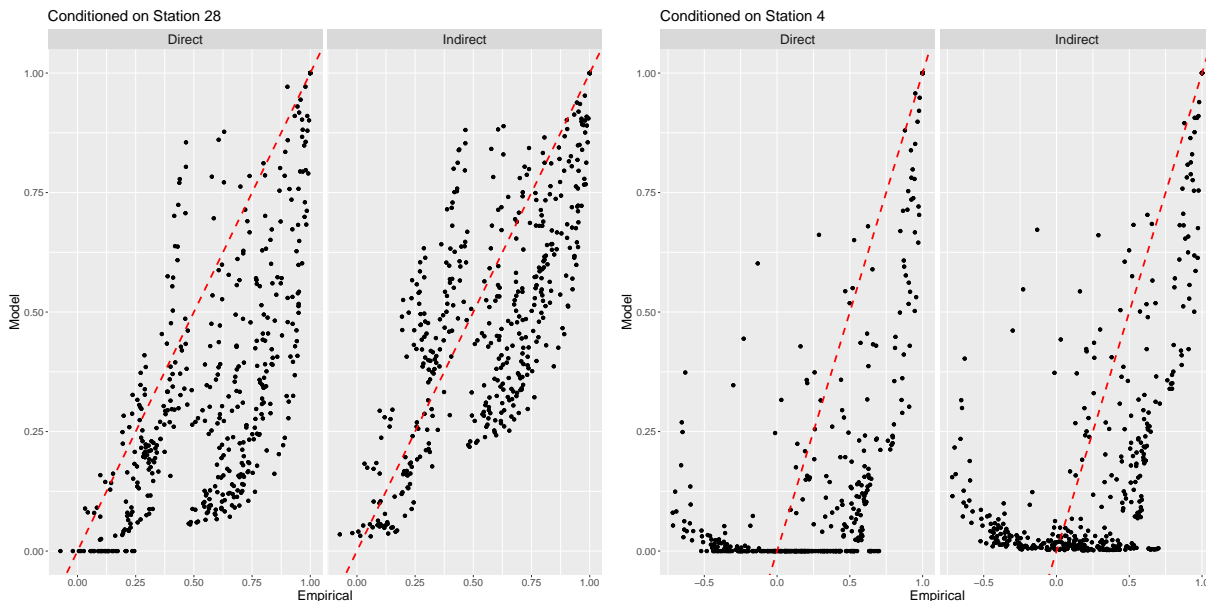 Conditioned on Station 28
Direct
Indirect
Model
1.00
0.75
0.50
0.25
0.00
0.00 0.25 0.50 0.75 1.00
0.00 0.25 0.50 0.75 1.00
Empirical
Conditioned on Station 4
Direct
Indirect
Model
1.00
0.75
0.50
0.25
0.00
−0.5 0.0 0.5 1.0
−0.5 0.0 0.5 1.0
Empirical